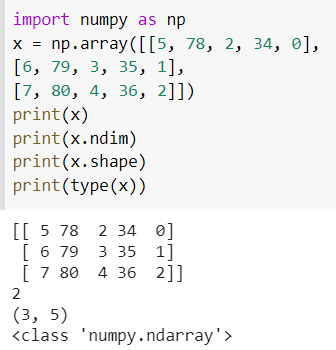 import numpy as np
x = np.array([[5, 78, 2, 34, 0],
[6, 79, 3, 35, 1],
[7, 80, 4, 36, 2]])
print(x)
print(x.ndim)
print(x.shape)
print(type(x))
[[ 5 78  2 34  0]
 [ 6 79  3 35  1]
 [ 7 80  4 36  2]]
2
(3, 5)
<class 'numpy.ndarray'>